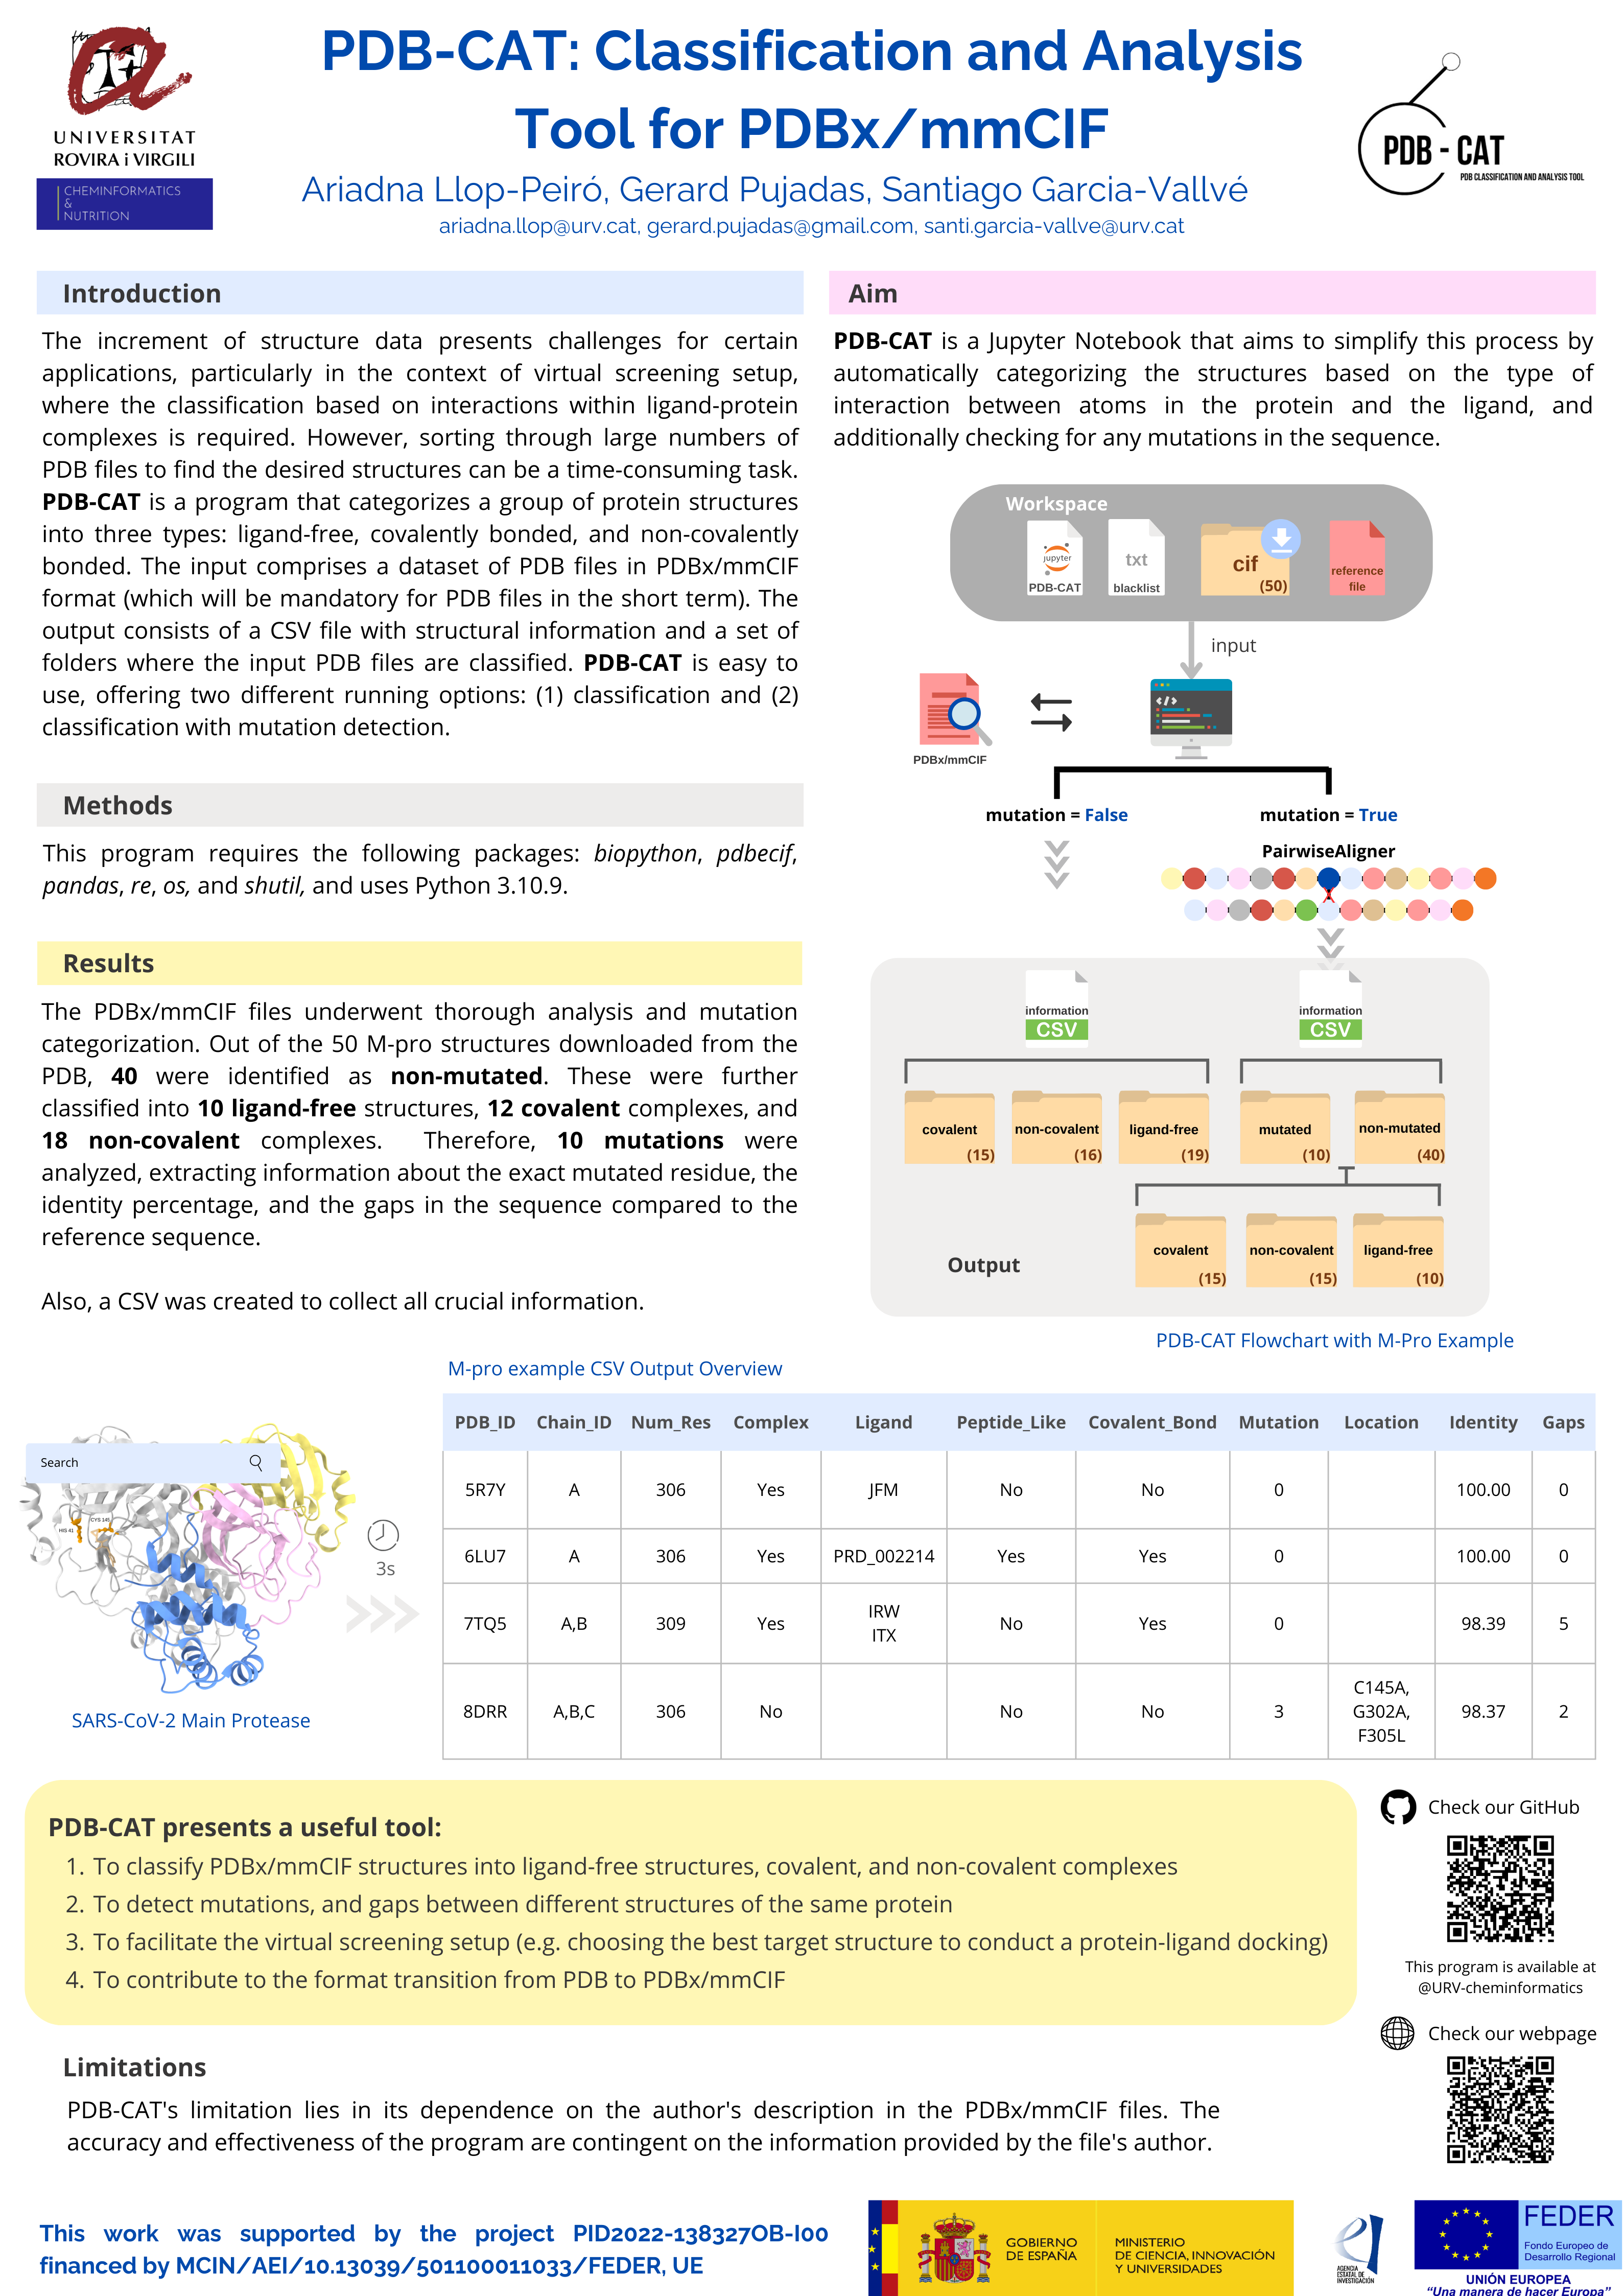 PDB-CAT: Classification and Analysis
Tool for PDBx/mmCIF
Ariadna Llop-Peiró, Gerard Pujadas, Santiago Garcia-Vallvé
ariadna.llop@urv.cat, gerard.pujadas@gmail.com, santi.garcia-vallve@urv.cat
UNIVERSITAT
ROVIRA i VIRGILI
CHEMINFORMATICS
&
NUTRITION
PDB - CAT
PDB CLASSIFICATION AND ANALYSIS TOOL
Introduction
The increment of structure data presents challenges for certain
applications, particularly in the context of virtual screening setup,
where the classification based on interactions within ligand-protein
complexes is required. However, sorting through large numbers of
PDB files to find the desired structures can be a time-consuming task.
PDB-CAT is a program that categorizes a group of protein structures
into three types: ligand-free, covalently bonded, and non-covalently
bonded. The input comprises a dataset of PDB files in PDBx/mmCIF
format (which will be mandatory for PDB files in the short term). The
output consists of a CSV file with structural information and a set of
folders where the input PDB files are classified. PDB-CAT is easy to
use, offering two different running options: (1) classification and (2)
classification with mutation detection.
Methods
This program requires the following packages: biopython, pdbecif,
pandas, re, os, and shutil, and uses Python 3.10.9.
Results
The PDBx/mmCIF files underwent thorough analysis and mutation
categorization. Out of the 50 M-pro structures downloaded from the
PDB, 40 were identified as non-mutated. These were further
classified into 10 ligand-free structures, 12 covalent complexes, and
18 non-covalent complexes. Therefore, 10 mutations were
analyzed, extracting information about the exact mutated residue, the
identity percentage, and the gaps in the sequence compared to the
reference sequence.
Also, a CSV was created to collect all crucial information.
Aim
PDB-CAT is a Jupyter Notebook that aims to simplify this process by
automatically categorizing the structures based on the type of
interaction between atoms in the protein and the ligand, and
additionally checking for any mutations in the sequence.
Workspace
jupyter
PDB-CAT
txt
blacklist
cif
(50)
reference
file
input
</>
PDBx/mmCIF
mutation = False
mutation = True
PairwiseAligner
X
information
CSV
information
CSV
covalent
(15)
non-covalent
(16)
ligand-free
(19)
mutated
(10)
non-mutated
(40)
covalent
(15)
non-covalent
(15)
ligand-free
(10)
Output
PDB-CAT Flowchart with M-Pro Example
M-pro example CSV Output Overview
Search
HIS 41
CYS 145
3s
SARS-CoV-2 Main Protease
PDB_ID Chain_ID Num_Res Complex Ligand Peptide_Like Covalent_Bond Mutation Location Identity Gaps
5R7Y A 306 Yes JFM No No 0 100.00 0
6LU7 A 306 Yes PRD_002214 Yes Yes 0 100.00 0
7TQ5 A,B 309 Yes IRW ITX No Yes 0 98.39 5
8DRR A,B,C 306 No No No 3 C145A, G302A, F305L 98.37 2
PDB-CAT presents a useful tool:
1. To classify PDBx/mmCIF structures into ligand-free structures, covalent, and non-covalent complexes
2. To detect mutations, and gaps between different structures of the same protein
3. To facilitate the virtual screening setup (e.g. choosing the best target structure to conduct a protein-ligand docking)
4. To contribute to the format transition from PDB to PDBx/mmCIF
Check our GitHub
This program is available at
@URV-cheminformatics
Check our webpage
Limitations
PDB-CAT's limitation lies in its dependence on the author's description in the PDBx/mmCIF files. The
accuracy and effectiveness of the program are contingent on the information provided by the file's author.
This work was supported by the project PID2022-138327OB-I00
financed by MCIN/AEI/10.13039/501100011033/FEDER, UE
GOBIERNO
DE ESPAÑA
MINISTERIO
DE CIENCIA, INNOVACIÓN
Y UNIVERSIDADES
AGENCIA
ESTATAL DE
INVESTIGACIÓN
FEDER
Fondo Europeo de
Desarrollo Regional
UNIÓN EUROPEA
“Una manera de hacer Europa”